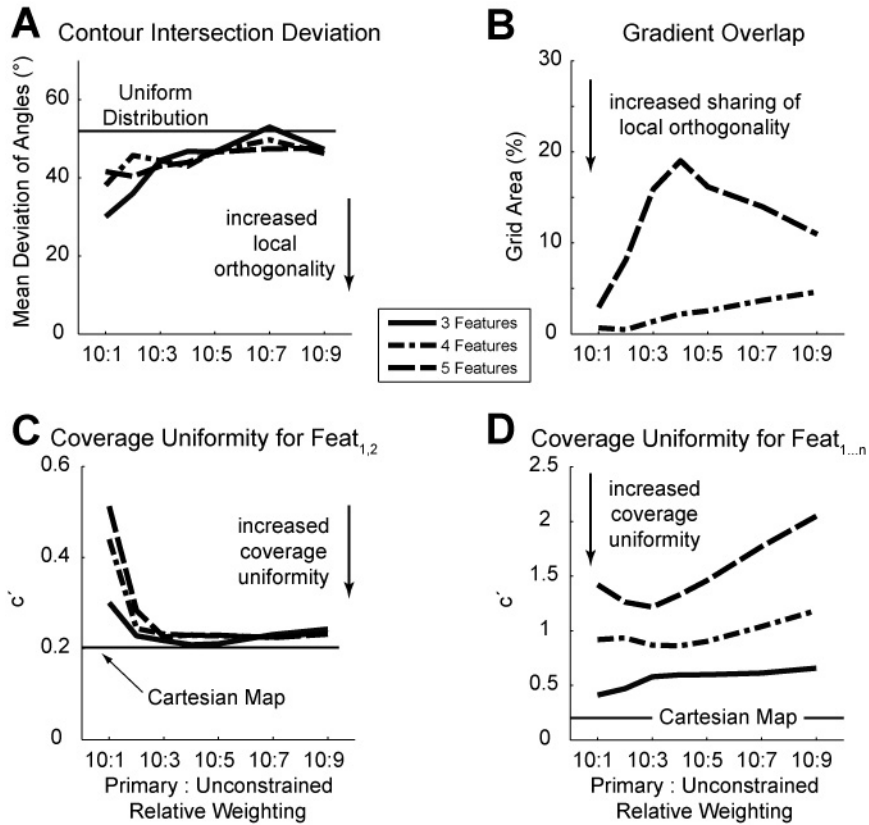 A Contour Intersection Deviation
Mean Deviation of Angles (°)
60
40
20
0
Uniform
Distribution
increased
local
orthogonality
10:1 10:3 10:5 10:7 10:9
B Gradient Overlap
Grid Area (%)
30
20
10
0
increased sharing of
local orthogonality
10:1 10:3 10:5 10:7 10:9
3 Features
4 Features
5 Features
C Coverage Uniformity for Feat1,2
c´
0.6
0.4
0.2
0
increased
coverage
uniformity
Cartesian Map
10:1 10:3 10:5 10:7 10:9
Primary : Unconstrained
Relative Weighting
D Coverage Uniformity for Feat1...n
c´
2.5
2
1.5
1
0.5
0
increased
coverage
uniformity
Cartesian Map
10:1 10:3 10:5 10:7 10:9
Primary : Unconstrained
Relative Weighting